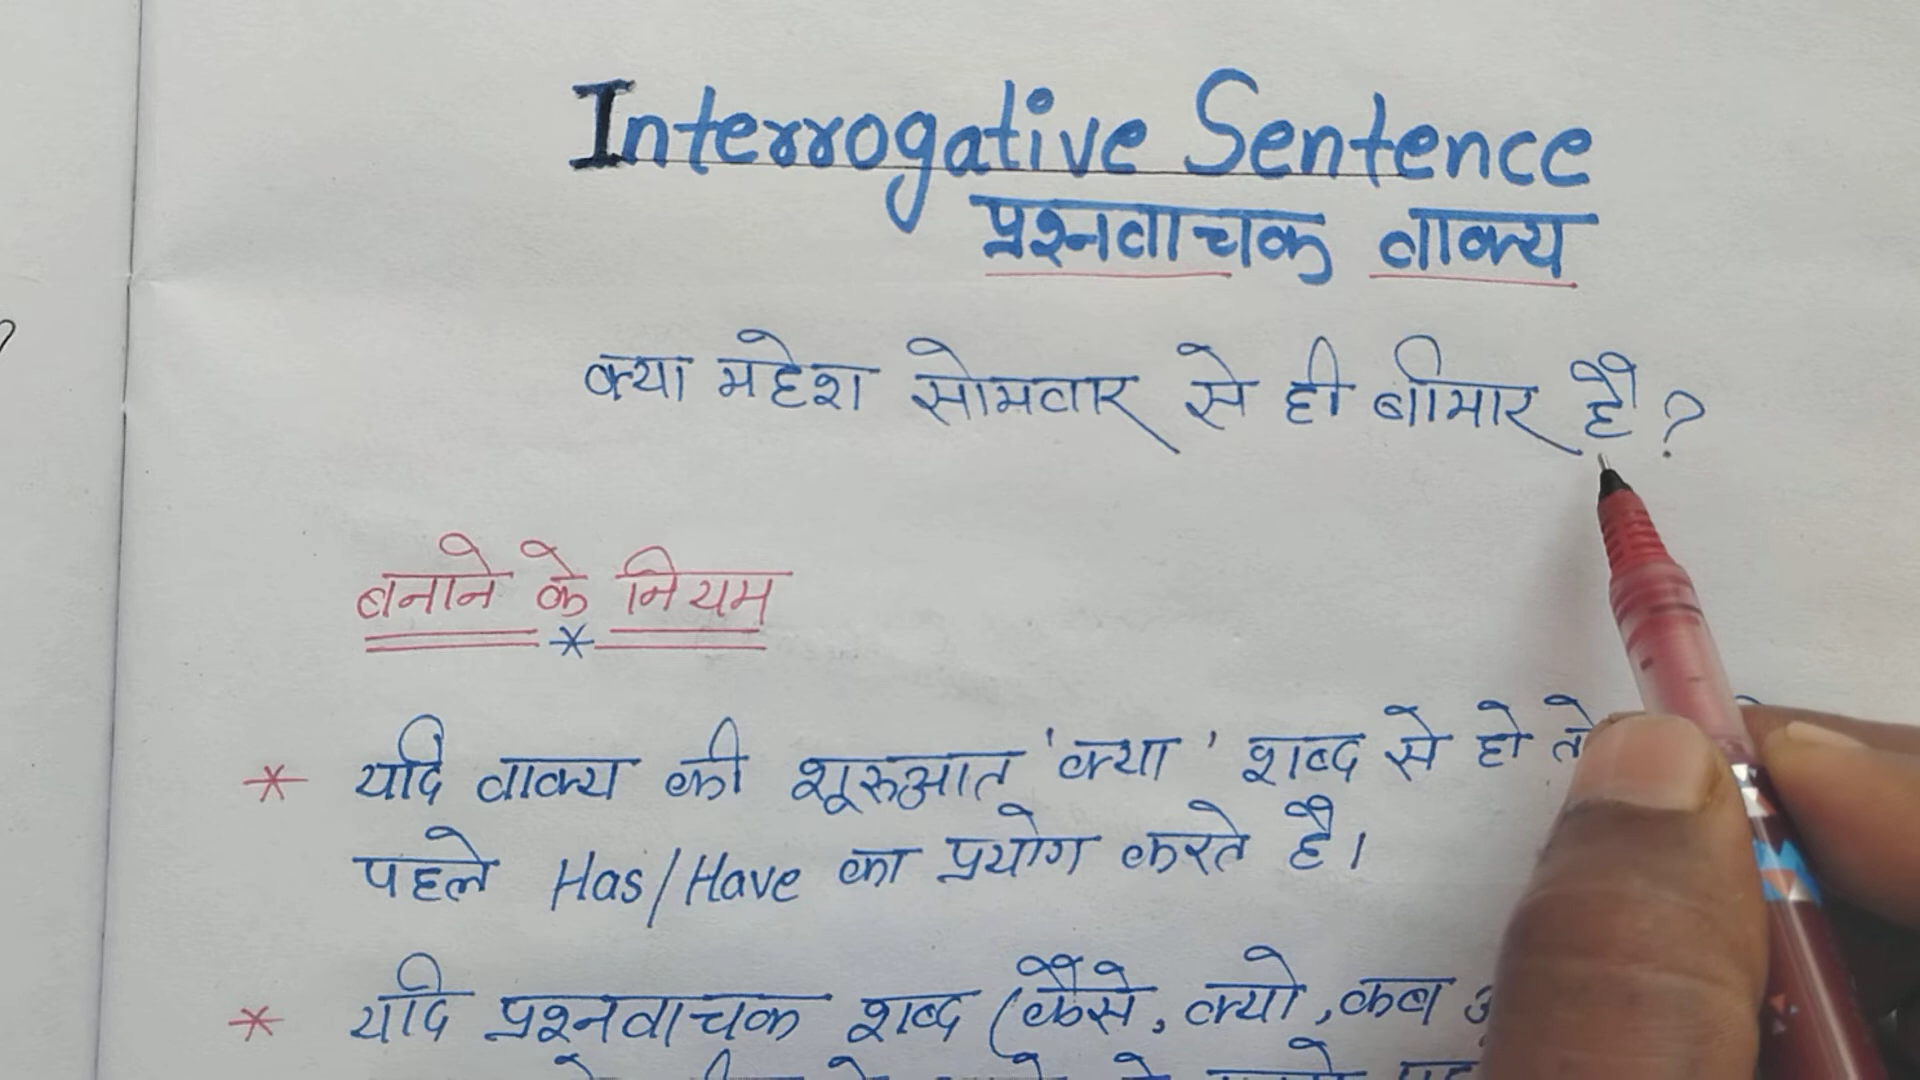 Interrogative Sentence
प्रश्नवाचक वाक्य
क्या महेश सोमवार से ही बीमार है?
बनाने के नियम
* यदि वाक्य की शूरुआत 'क्या' शब्द से हो तो
पहले Has/Have का प्रयोग करते है।
* यदि प्रश्नवाचक शब्द (कैसे, क्यो, कब